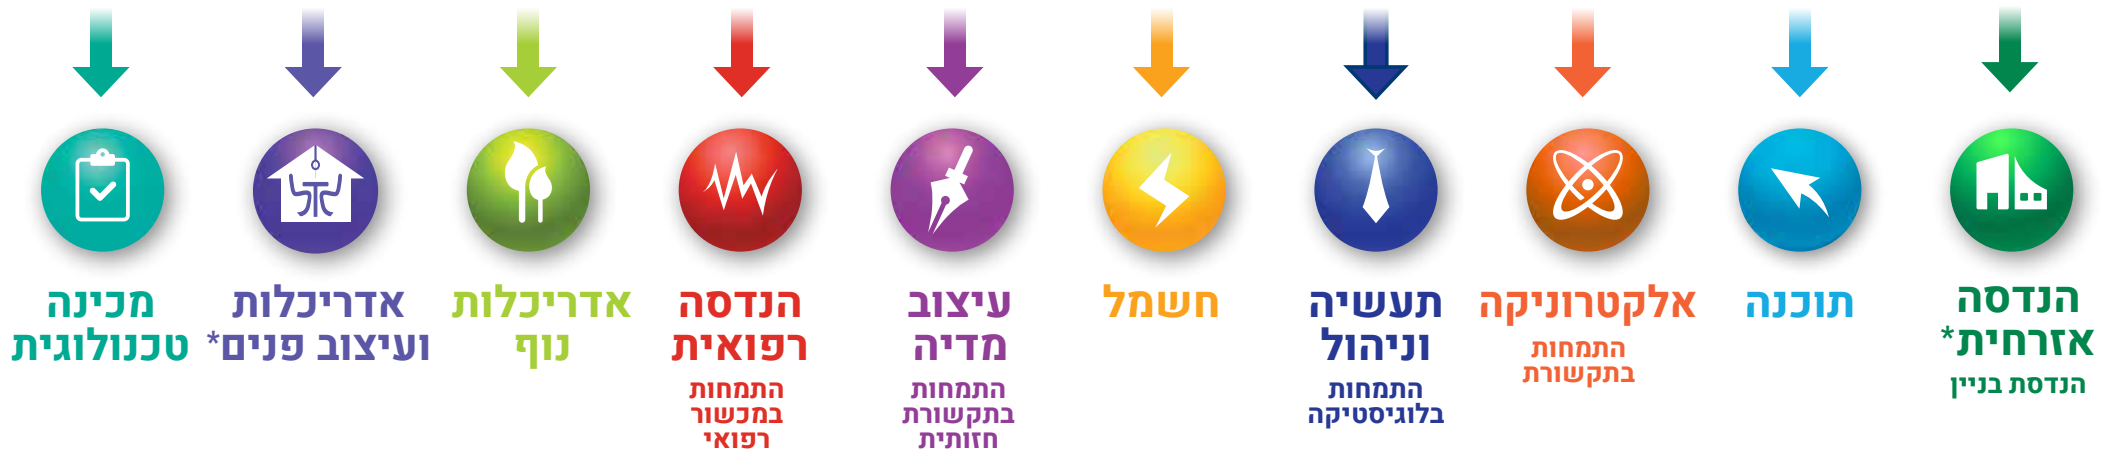 הנדסה
אזרחית*
הנדסת בניין
תוכנה
אלקטרוניקה
התמחות
בתקשורת
תעשיה
וניהול
התמחות
בלוגיסטיקה
חשמל
עיצוב
מדיה
התמחות
בתקשורת
חזותית
הנדסה
רפואית
התמחות
במכשור
רפואי
אדריכלות
נוף
אדריכלות
ועיצוב פנים*
מכינה
טכנולוגית